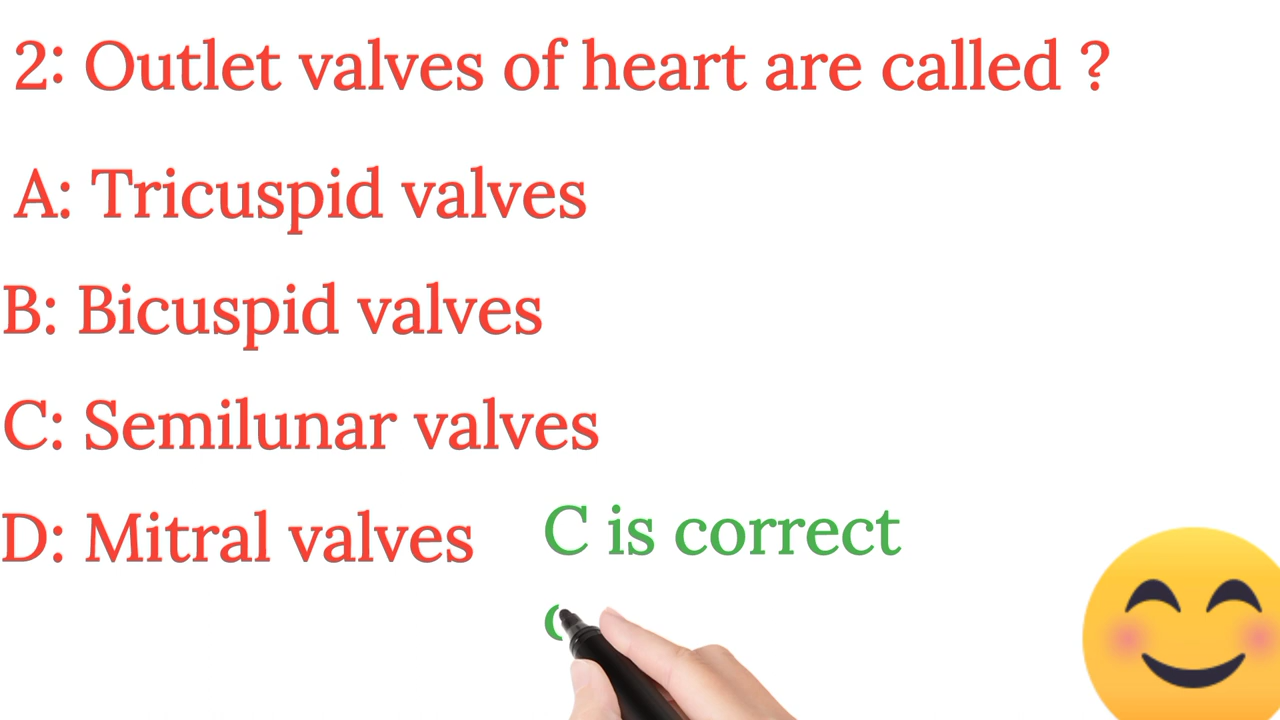 2: Outlet valves of heart are called ?
A: Tricuspid valves
B: Bicuspid valves
C: Semilunar valves
D: Mitral valves
C is correct